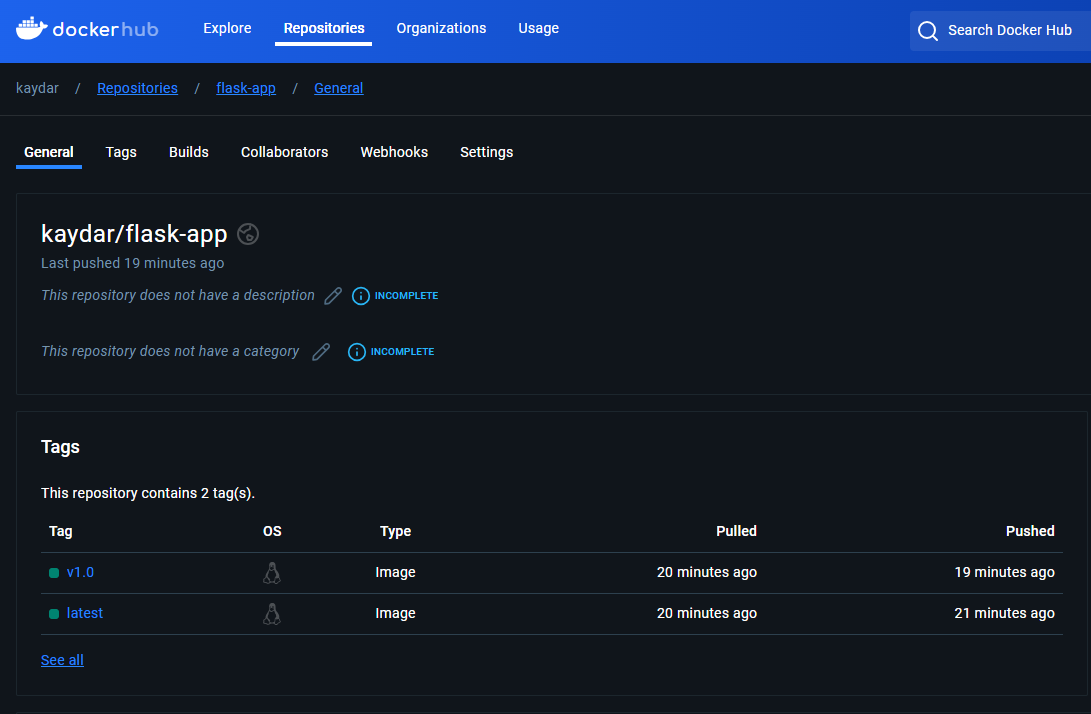 dockerhub Explore Repositories Organizations Usage Search Docker Hub
kaydar / Repositories / flask-app / General
General Tags Builds Collaborators Webhooks Settings
kaydar/flask-app
Last pushed 19 minutes ago
This repository does not have a description INCOMPLETE
This repository does not have a category INCOMPLETE
Tags
This repository contains 2 tag(s).
Tag OS Type Pulled Pushed
v1.0 Image 20 minutes ago 19 minutes ago
latest Image 20 minutes ago 21 minutes ago
See all